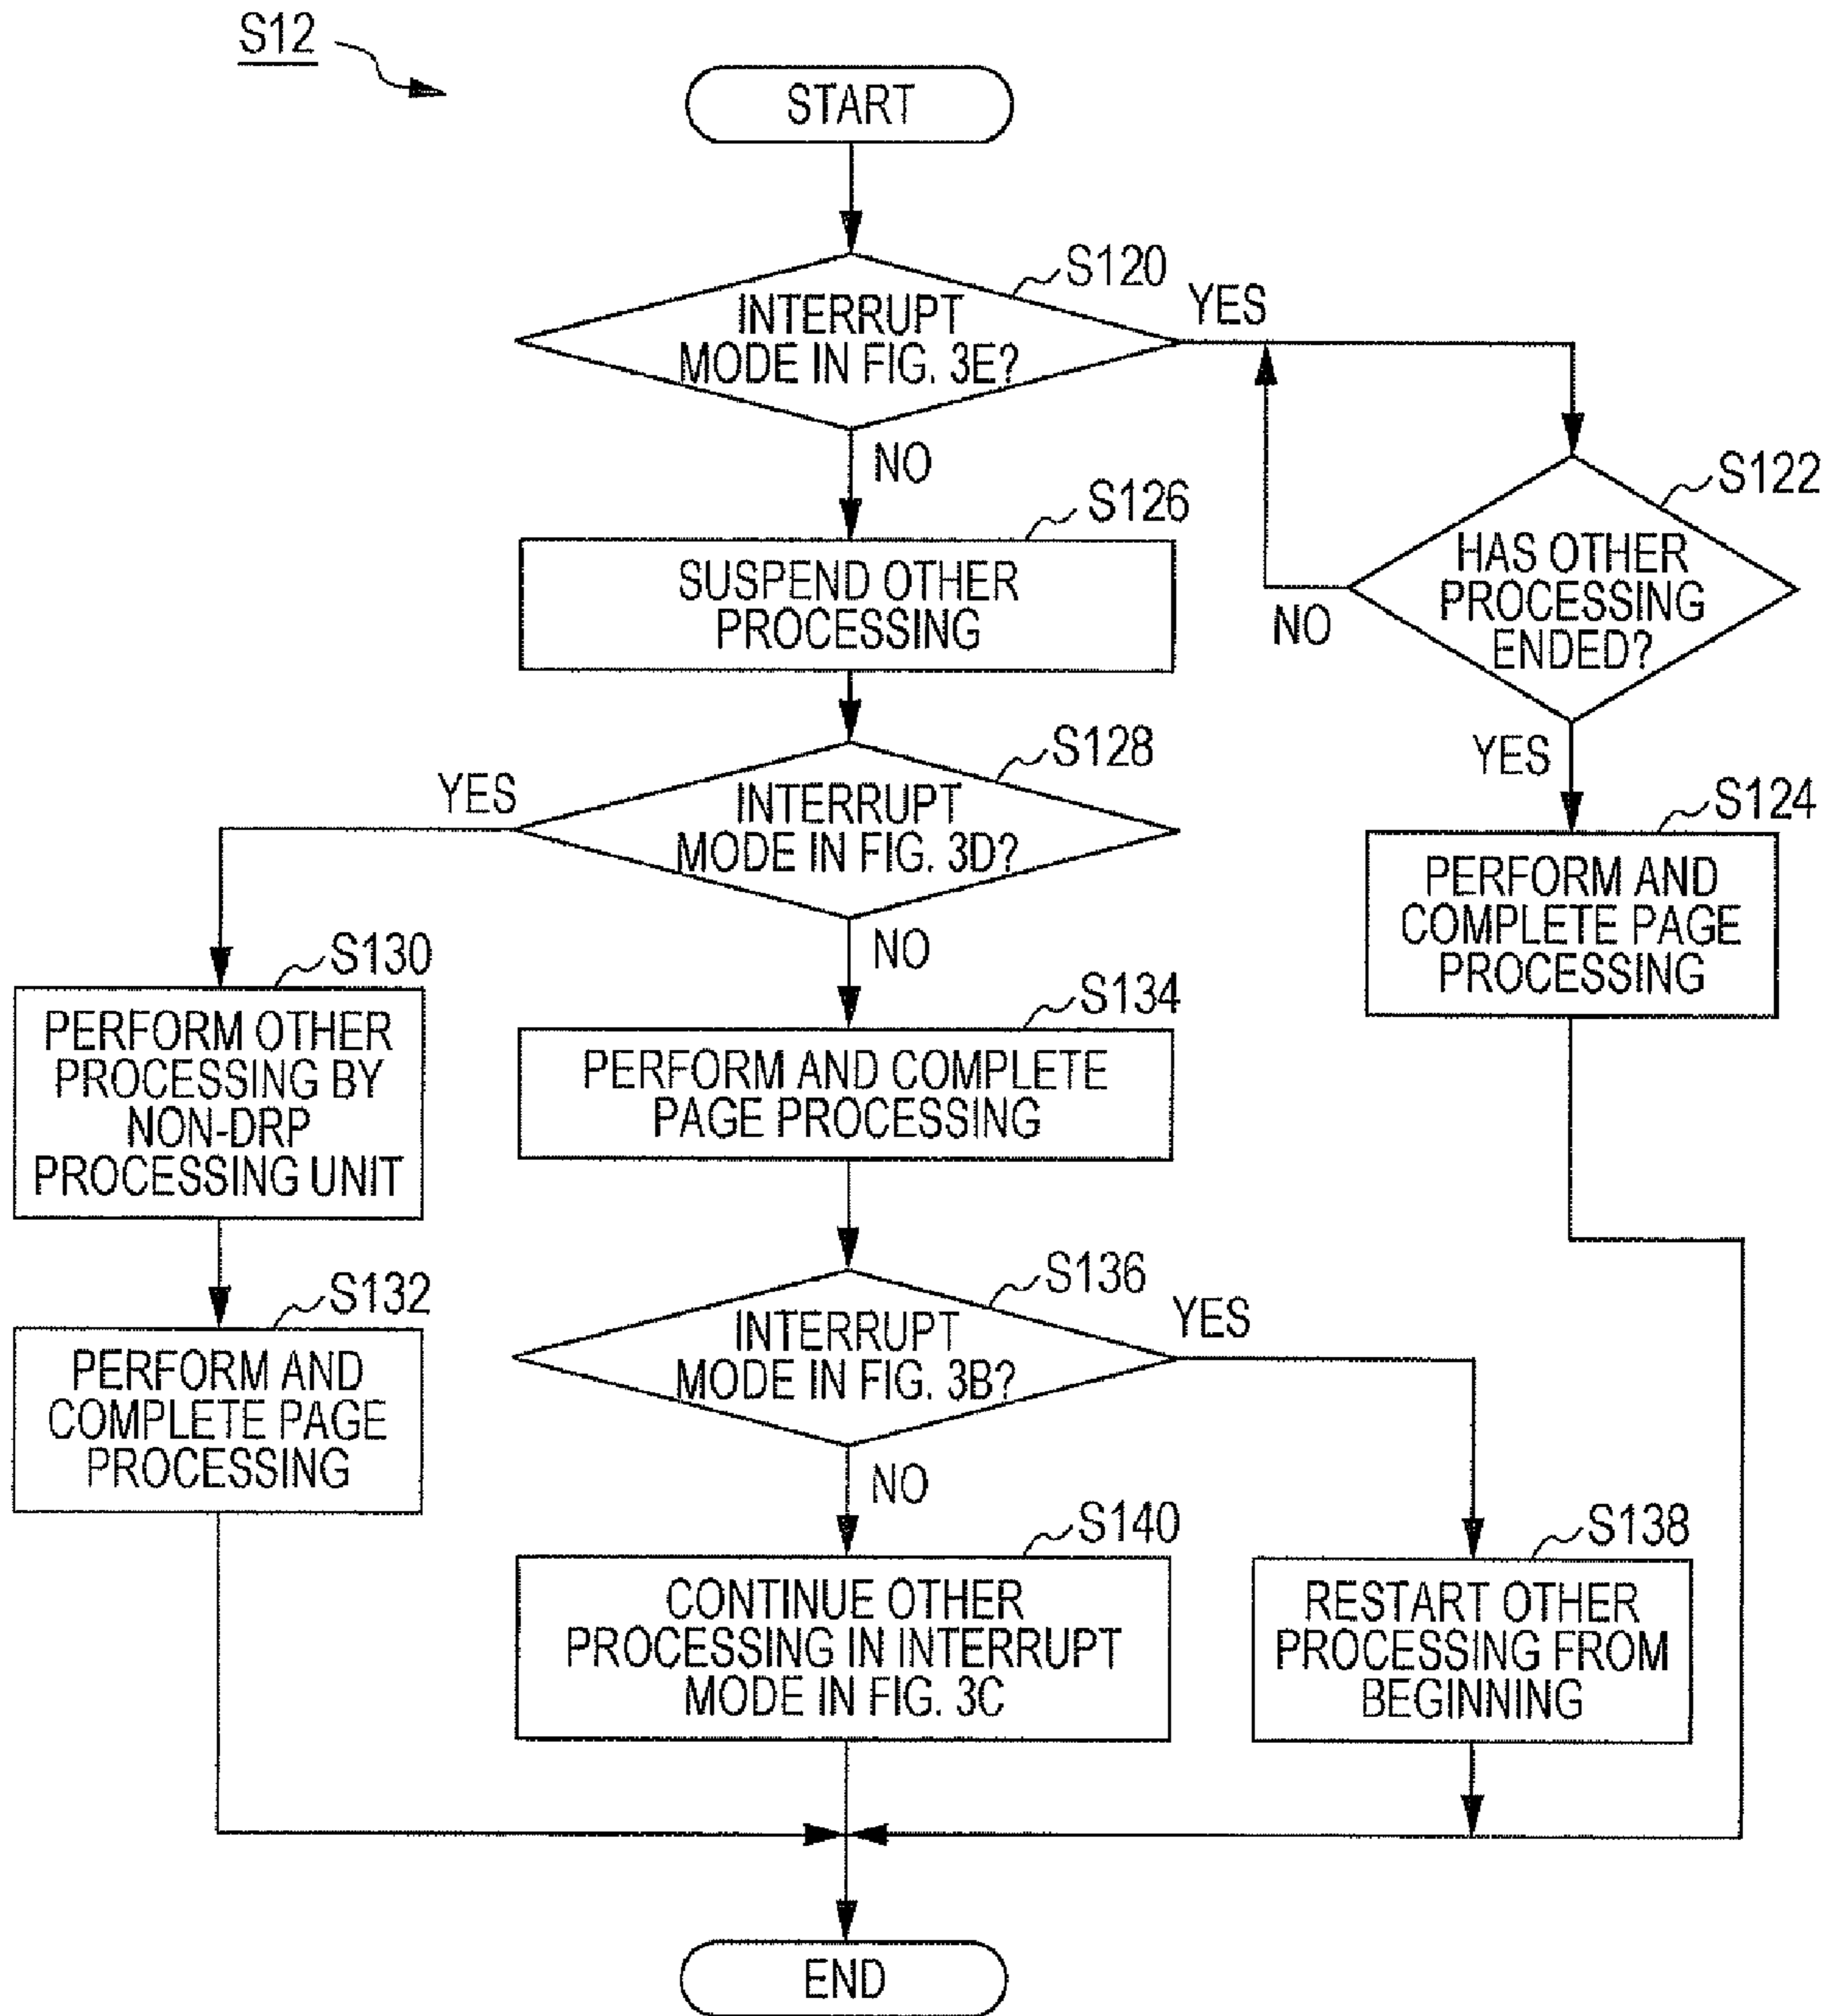 S12
START
S120
INTERRUPT
MODE IN FIG. 3E?
YES
NO
S122
HAS OTHER
PROCESSING
ENDED?
NO
YES
S126
SUSPEND OTHER
PROCESSING
S124
PERFORM AND
COMPLETE PAGE
PROCESSING
S128
INTERRUPT
MODE IN FIG. 3D?
YES
NO
S130
PERFORM OTHER
PROCESSING BY
NON-DRP
PROCESSING UNIT
S134
PERFORM AND COMPLETE
PAGE PROCESSING
S132
PERFORM AND
COMPLETE PAGE
PROCESSING
S136
INTERRUPT
MODE IN FIG. 3B?
YES
NO
S140
CONTINUE OTHER
PROCESSING IN INTERRUPT
MODE IN FIG. 3C
S138
RESTART OTHER
PROCESSING FROM
BEGINNING
END